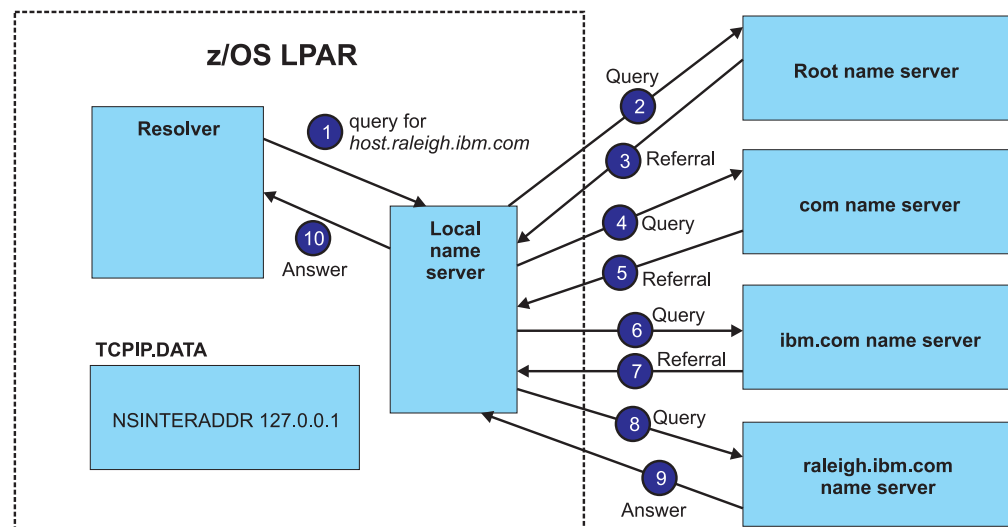 z/OS LPAR
Resolver
1
query for
host.raleigh.ibm.com
10
Answer
Local
name
server
TCPIP.DATA
NSINTERADDR 127.0.0.1
Query
2
3
Referral
4
Query
5
Referral
Query
6
7
Referral
Query
8
9
Answer
Root name server
com name server
ibm.com name server
raleigh.ibm.com
name server